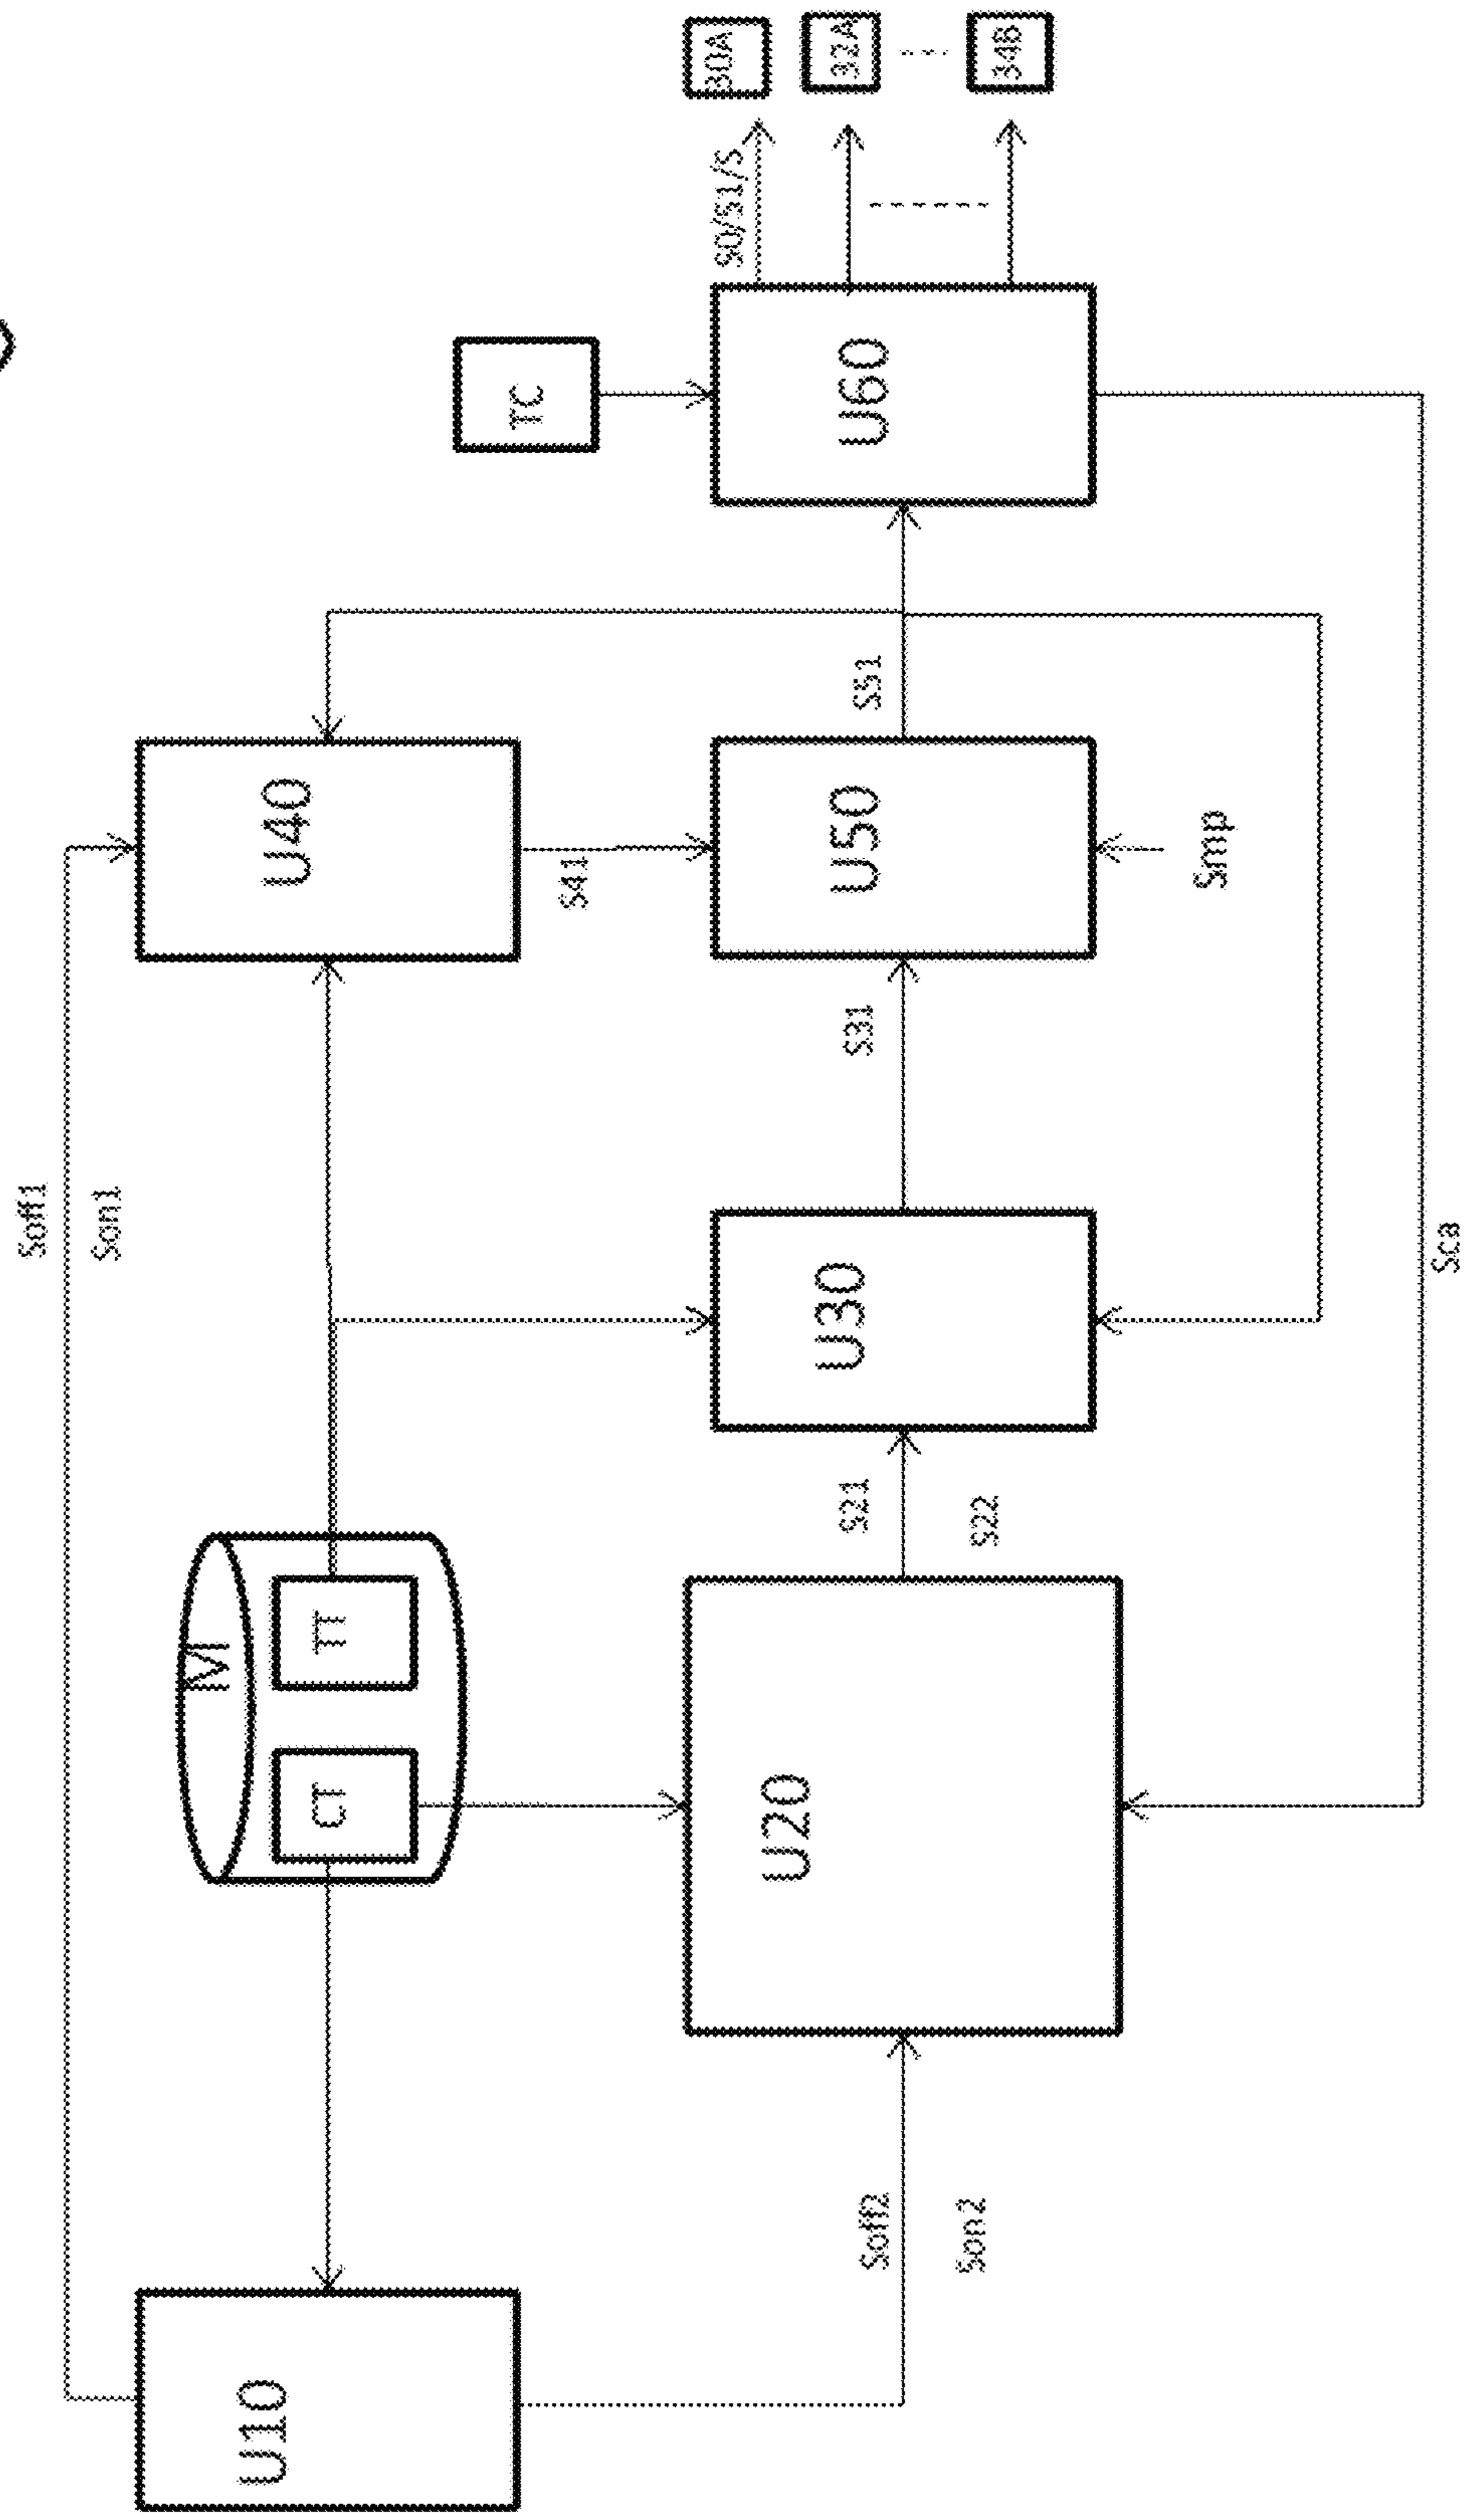 Soff1
Son1
U10
M
CT
TT
U40
TC
S41
Soff2
Son2
U20
S21
S22
U30
S31
U50
S51
U60
S0/S1/S
30A
32A
34B
Smp
Sca